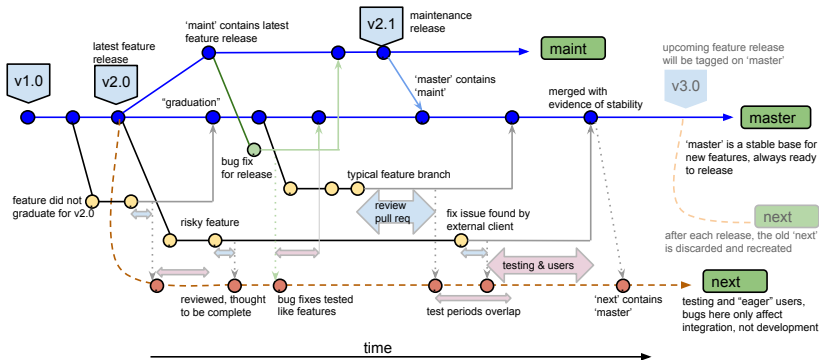 'maint' contains latest
feature release
v2.1
maintenance
release
maint
upcoming feature release
will be tagged on 'master'
latest feature
release
v1.0
v2.0
v3.0
"graduation"
'master' contains
'maint'
merged with
evidence of stability
master
'master' is a stable base for
new features, always ready
to release
bug fix
for release
typical feature branch
feature did not
graduate for v2.0
risky feature
review
pull req.
fix issue found by
external client
next
after each release, the old 'next'
is discarded and recreated
testing & users
next
reviewed, thought
to be complete
bug fixes tested
like features
test periods overlap
'next' contains
'master'
testing and "eager" users,
bugs here only affect
integration, not development
time